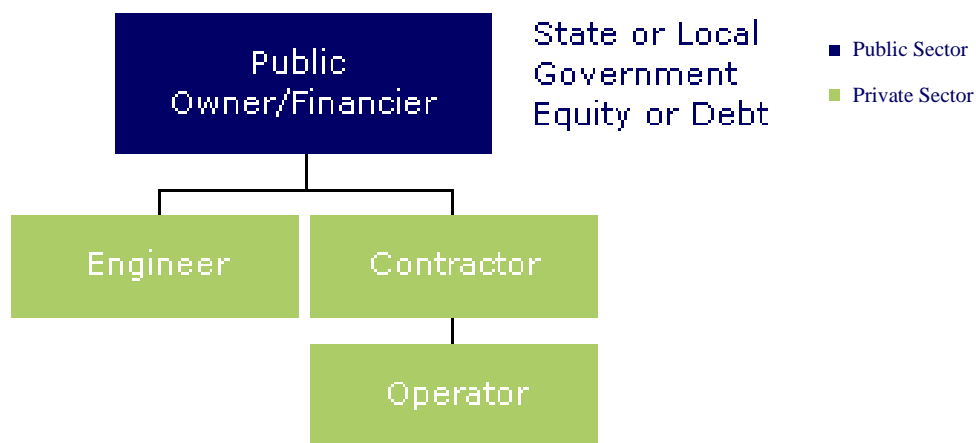 Public
Owner/Financier
State or Local
Government
Equity or Debt
Public Sector
Private Sector
Engineer
Contractor
Operator